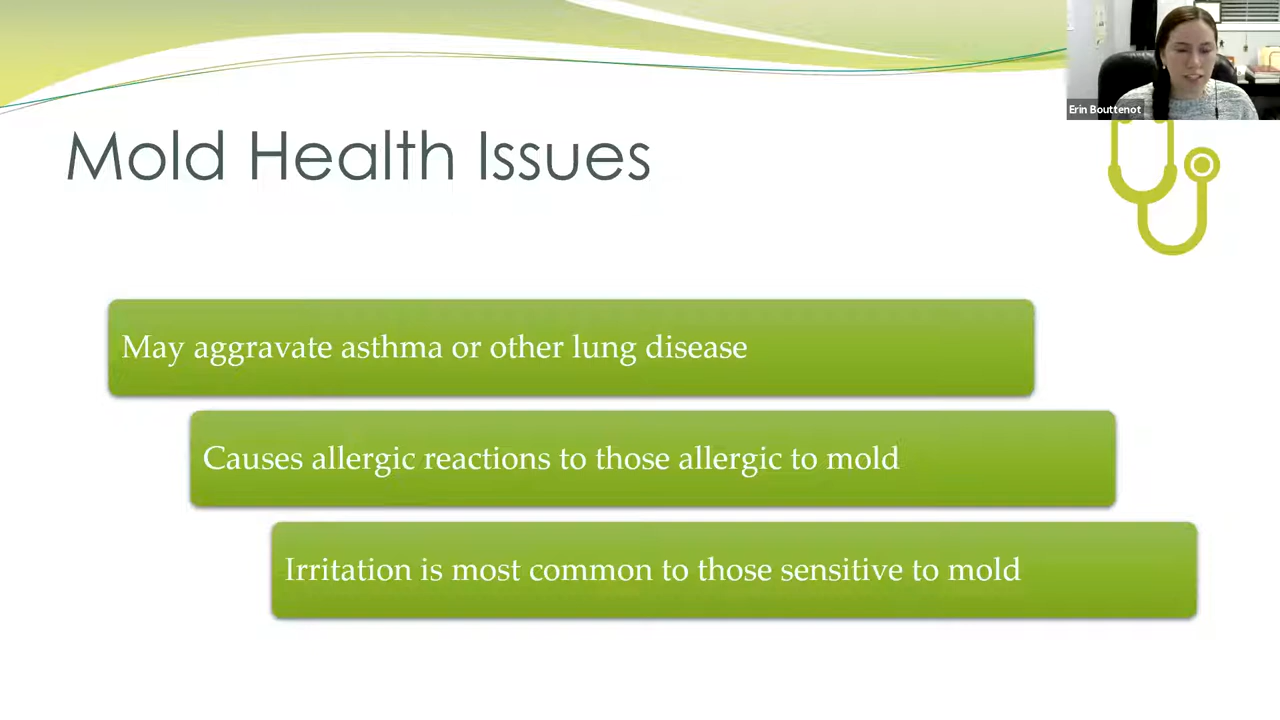 Erin Bouttenot
Mold Health Issues
May aggravate asthma or other lung disease
Causes allergic reactions to those allergic to mold
Irritation is most common to those sensitive to mold